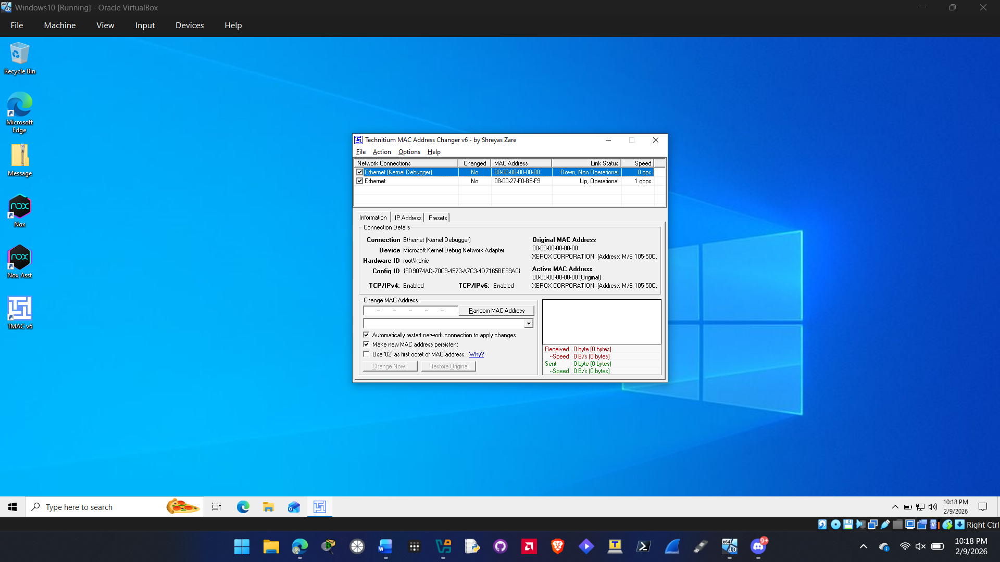 Windows10 [Running] - Oracle VirtualBox
File Machine View Input Devices Help
Recycle Bin
Microsoft
Edge
Message
Nox
Nox Asst
TMAC v6
Technitium MAC Address Changer v6 - by Shreyas Zare
File Action Options Help
Network Connections Changed MAC Address Link Status Speed
Ethernet (Kernel Debugger) No 00-00-00-00-00-00 Down, Non Operational 0 bps
Ethernet No 08-00-27-F0-B5-F9 Up, Operational 1 gbps
Information IP Address Presets
Connection Details
Connection Ethernet (Kernel Debugger)
Device Microsoft Kernel Debug Network Adapter
Hardware ID root\kdnic
Config ID {9D9074AD-70C9-4573-A7C3-4D7165BE89A0}
TCP/IPv4: Enabled TCP/IPv6: Enabled
Original MAC Address
00-00-00-00-00-00
XEROX CORPORATION (Address: M/S 105-50C,
Active MAC Address
00-00-00-00-00-00 (Original)
XEROX CORPORATION (Address: M/S 105-50C,
Change MAC Address
- - - - - Random MAC Address
Automatically restart network connection to apply changes
Make new MAC address persistent
Use '02' as first octet of MAC address Why?
Change Now ! Restore Original
Received 0 byte (0 bytes)
--Speed 0 B/s (0 bytes)
Sent 0 byte (0 bytes)
--Speed 0 B/s (0 bytes)
Type here to search
10:18 PM
2/9/2026
Right Ctrl
x64
10
9+
10:18 PM
2/9/2026